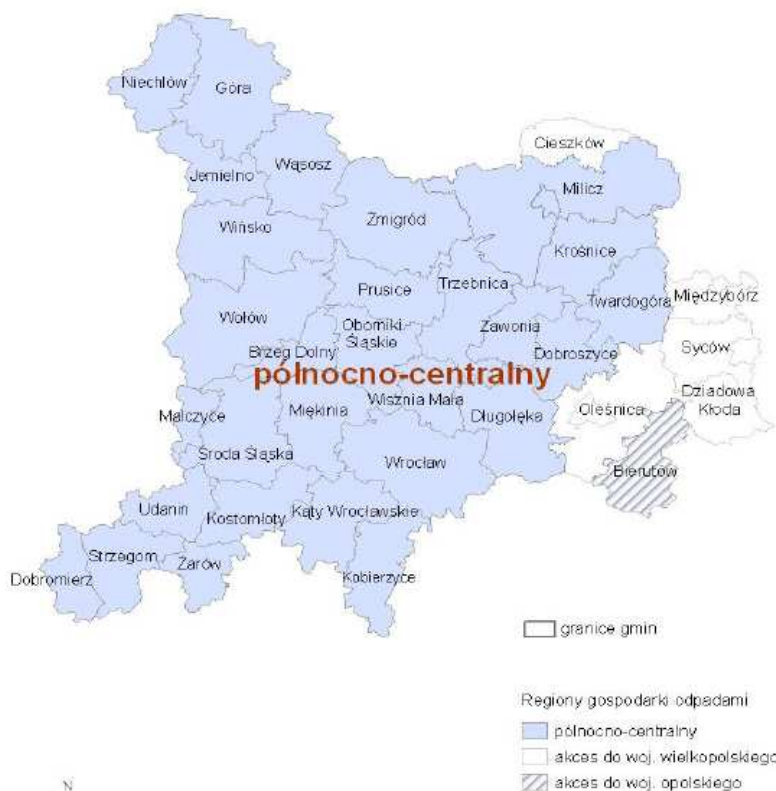 Niechlów
Góra
Cieszków
Wąsosz
Jemielno
Milicz
Wińsko
Żmigród
Krośnice
Trzebnica
Prusice
Międzybórz
Twardogóra
Wołów
Oborniki
Śląskie
Zawonia
Syców
Brzeg Dolny
Dobroszyce
północno-centralny
Dziadowa
Kłoda
Wisznia Mała
Malczyce
Miękinia
Długołęka
Oleśnica
Środa Śląska
Wrocław
Bierutów
Udanin
Kostomłoty
Kąty Wrocławskie
Strzegom
Żarów
Dobromierz
Kobierzyce
granice gmin
Regiony gospodarki odpadami
północno-centralny
akces do woj. wielkopolskiego
akces do woj. opolskiego
N